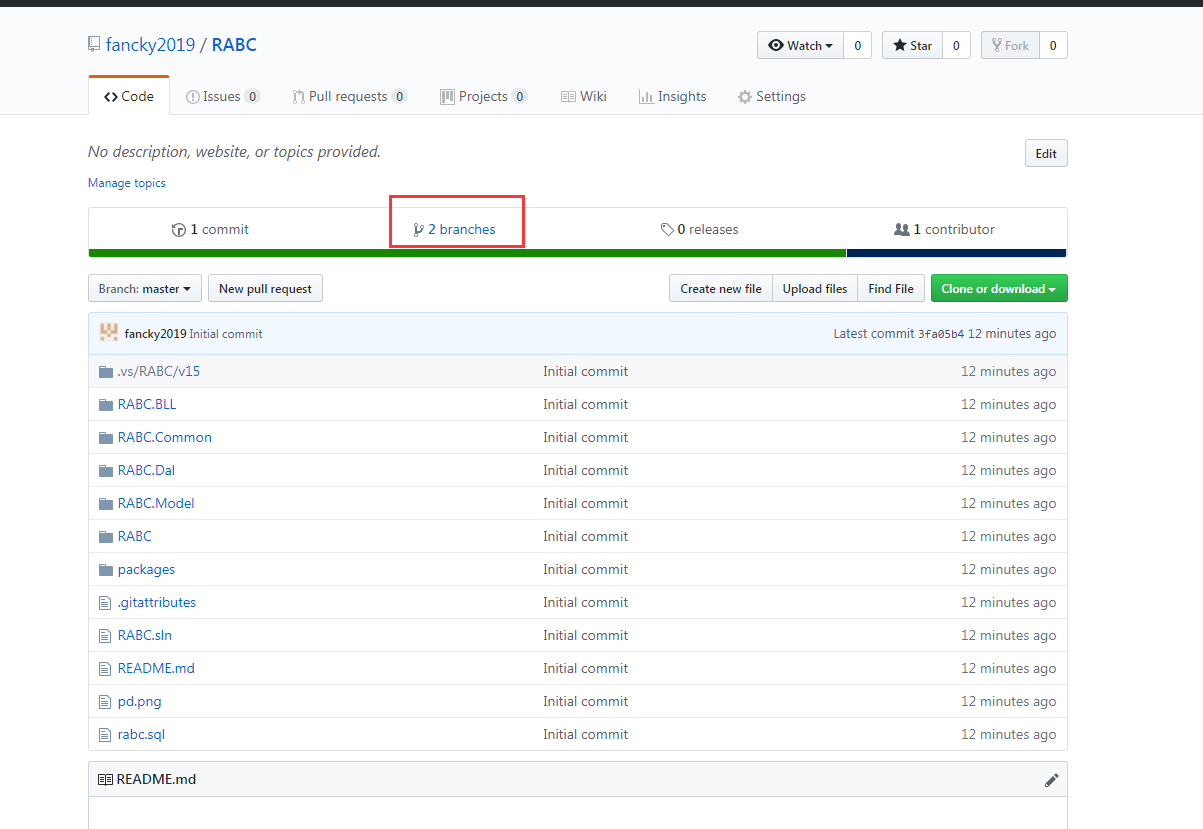 fancky2019 / RABC Watch 0 Star 0 Fork 0
Code Issues 0 Pull requests 0 Projects 0 Wiki Insights Settings
No description, website, or topics provided. Edit
Manage topics
1 commit 2 branches 0 releases 1 contributor
Branch: master New pull request Create new file Upload files Find File Clone or download
fancky2019 Initial commit Latest commit 3fa05b4 12 minutes ago
.vs/RABC/v15 Initial commit 12 minutes ago
RABC.BLL Initial commit 12 minutes ago
RABC.Common Initial commit 12 minutes ago
RABC.Dal Initial commit 12 minutes ago
RABC.Model Initial commit 12 minutes ago
RABC Initial commit 12 minutes ago
packages Initial commit 12 minutes ago
.gitattributes Initial commit 12 minutes ago
RABC.sln Initial commit 12 minutes ago
README.md Initial commit 12 minutes ago
pd.png Initial commit 12 minutes ago
rabc.sql Initial commit 12 minutes ago
README.md